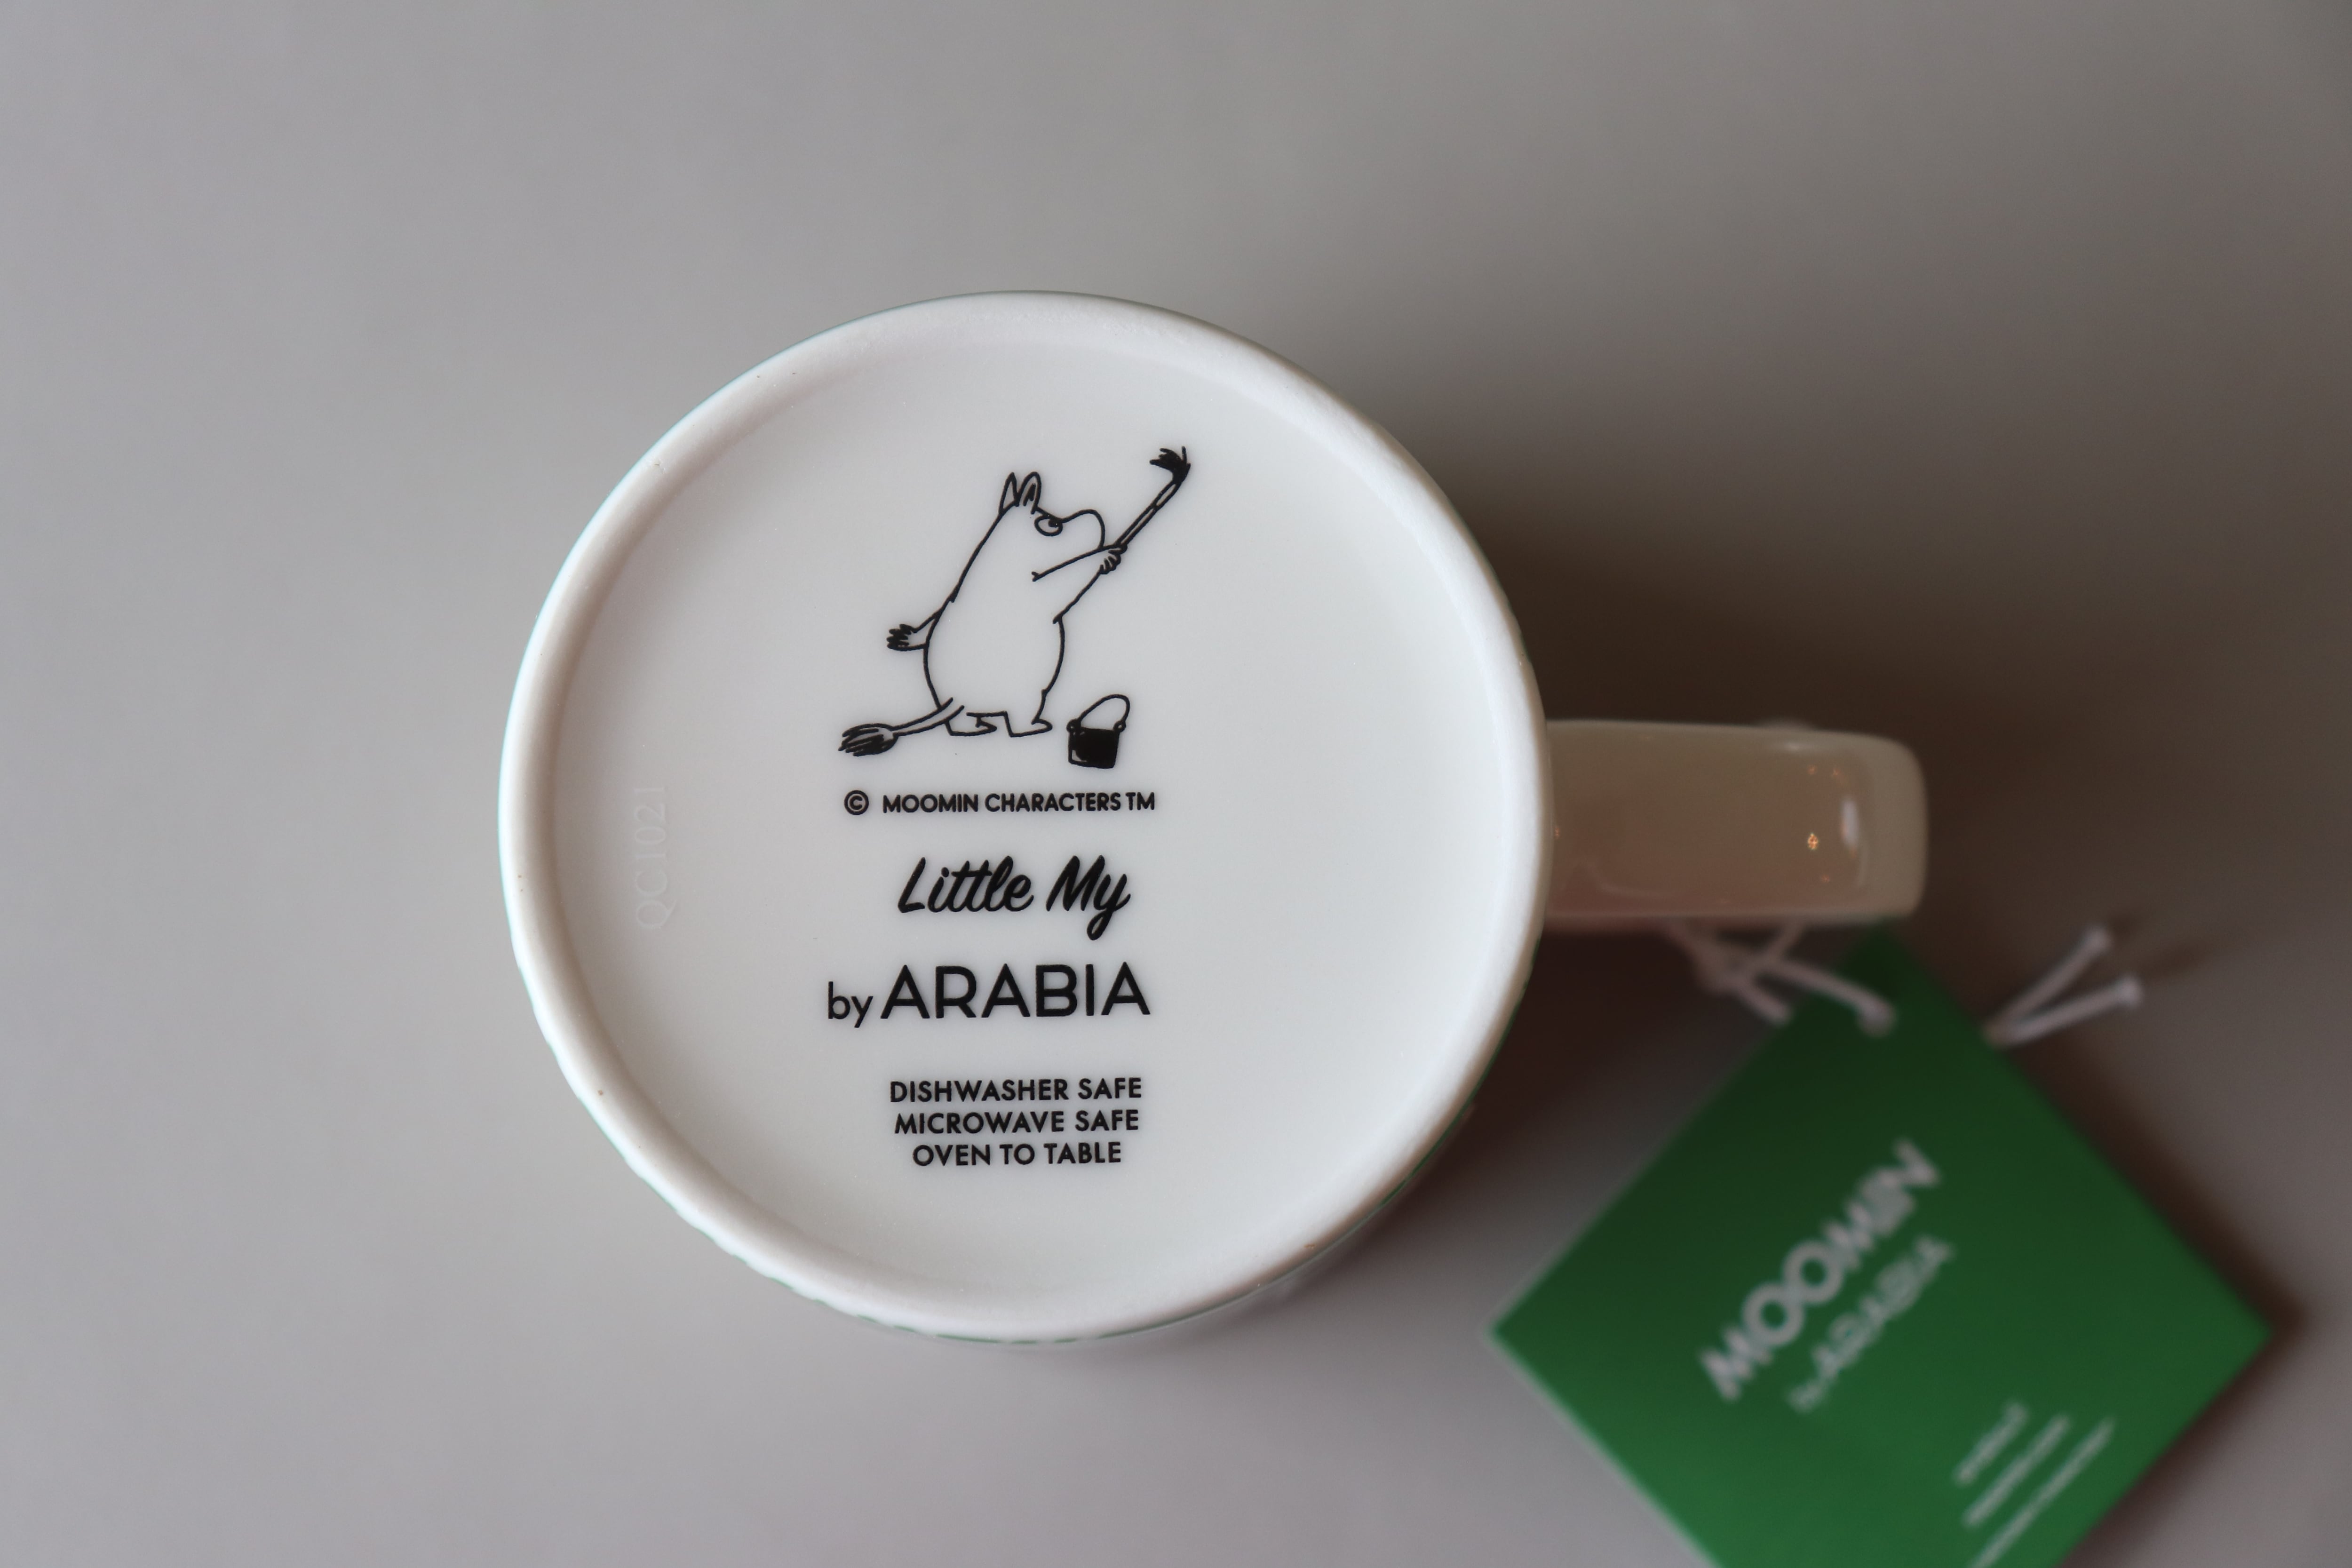 © MOOMIN CHARACTERS TM
Little My
by ARABIA
DISHWASHER SAFE
MICROWAVE SAFE
OVEN TO TABLE
QC1021
MOOMIN
by ARABIA